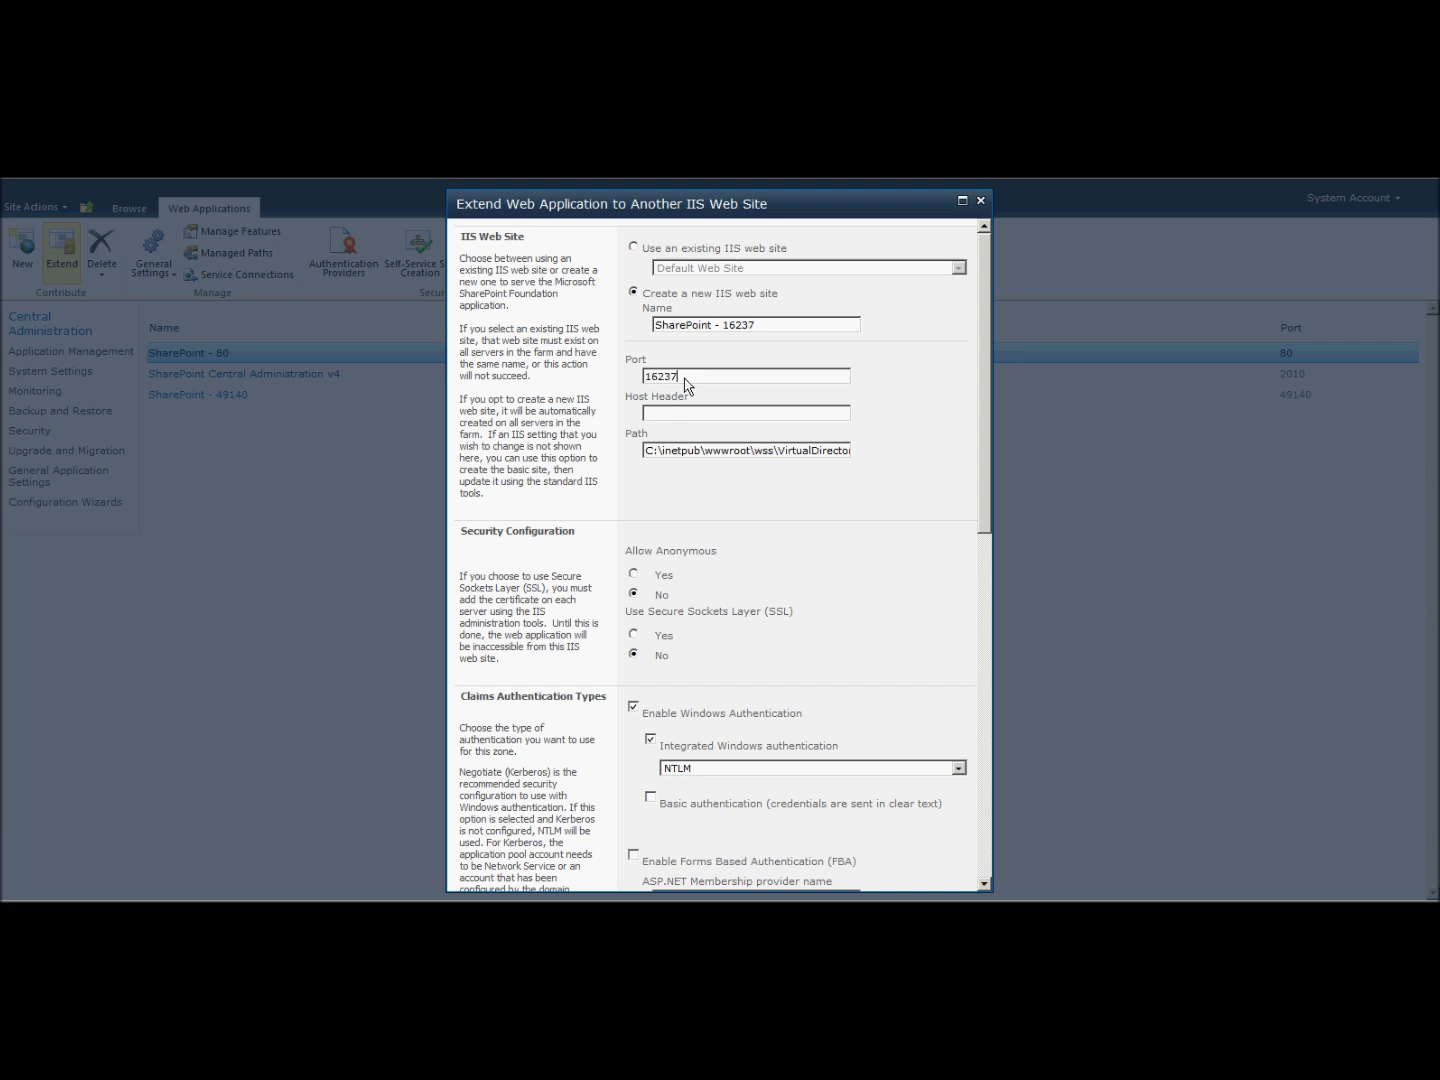 Site Actions
Browse
Web Applications
System Account
New
Extend
Delete
General Settings
Manage Features
Managed Paths
Service Connections
Authentication Providers
Self-Service S
Creation
Contribute
Manage
Secur
Central
Administration
Application Management
System Settings
Monitoring
Backup and Restore
Security
Upgrade and Migration
General Application
Settings
Configuration Wizards
Name
Port
SharePoint - 80
80
SharePoint Central Administration v4
2010
SharePoint - 49140
49140
Extend Web Application to Another IIS Web Site
IIS Web Site
Choose between using an
existing IIS web site or create a
new one to serve the Microsoft
SharePoint Foundation
application.
If you select an existing IIS web
site, that web site must exist on
all servers in the farm and have
the same name, or this action
will not succeed.
If you opt to create a new IIS
web site, it will be automatically
created on all servers in the
farm. If an IIS setting that you
wish to change is not shown
here, you can use this option to
create the basic site, then
update it using the standard IIS
tools.
Use an existing IIS web site
Default Web Site
Create a new IIS web site
Name
SharePoint - 16237
Port
16237
Host Header
Path
C:\inetpub\wwwroot\wss\VirtualDirector
Security Configuration
If you choose to use Secure
Sockets Layer (SSL), you must
add the certificate on each
server using the IIS
administration tools. Until this is
done, the web application will
be inaccessible from this IIS
web site.
Allow Anonymous
Yes
No
Use Secure Sockets Layer (SSL)
Yes
No
Claims Authentication Types
Choose the type of
authentication you want to use
for this zone.
Negotiate (Kerberos) is the
recommended security
configuration to use with
Windows authentication. If this
option is selected and Kerberos
is not configured, NTLM will be
used. For Kerberos, the
application pool account needs
to be Network Service or an
account that has been
configured by the domain
Enable Windows Authentication
Integrated Windows authentication
NTLM
Basic authentication (credentials are sent in clear text)
Enable Forms Based Authentication (FBA)
ASP.NET Membership provider name